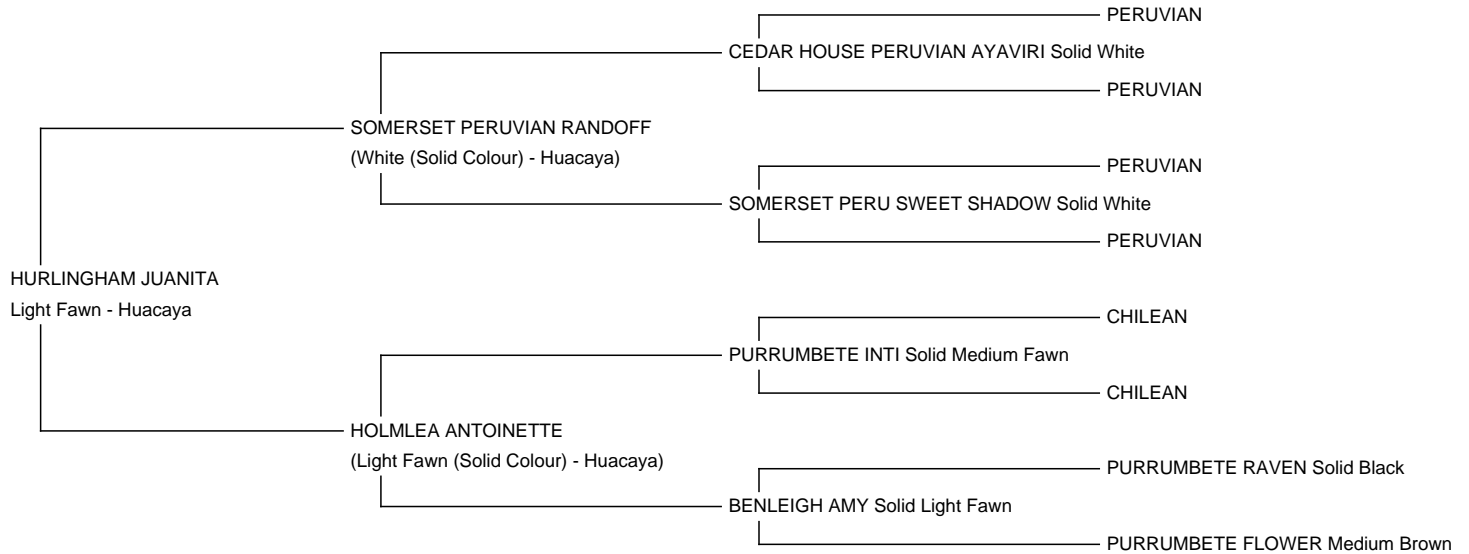 PERUVIAN
CEDAR HOUSE PERUVIAN AYAVIRI Solid White
PERUVIAN
SOMERSET PERUVIAN RANDOFF
(White (Solid Colour) - Huacaya)
PERUVIAN
SOMERSET PERU SWEET SHADOW Solid White
PERUVIAN
HURLINGHAM JUANITA
Light Fawn - Huacaya
CHILEAN
PURRUMBETE INTI Solid Medium Fawn
CHILEAN
HOLMLEA ANTOINETTE
(Light Fawn (Solid Colour) - Huacaya)
PURRUMBETE RAVEN Solid Black
BENLEIGH AMY Solid Light Fawn
PURRUMBETE FLOWER Medium Brown